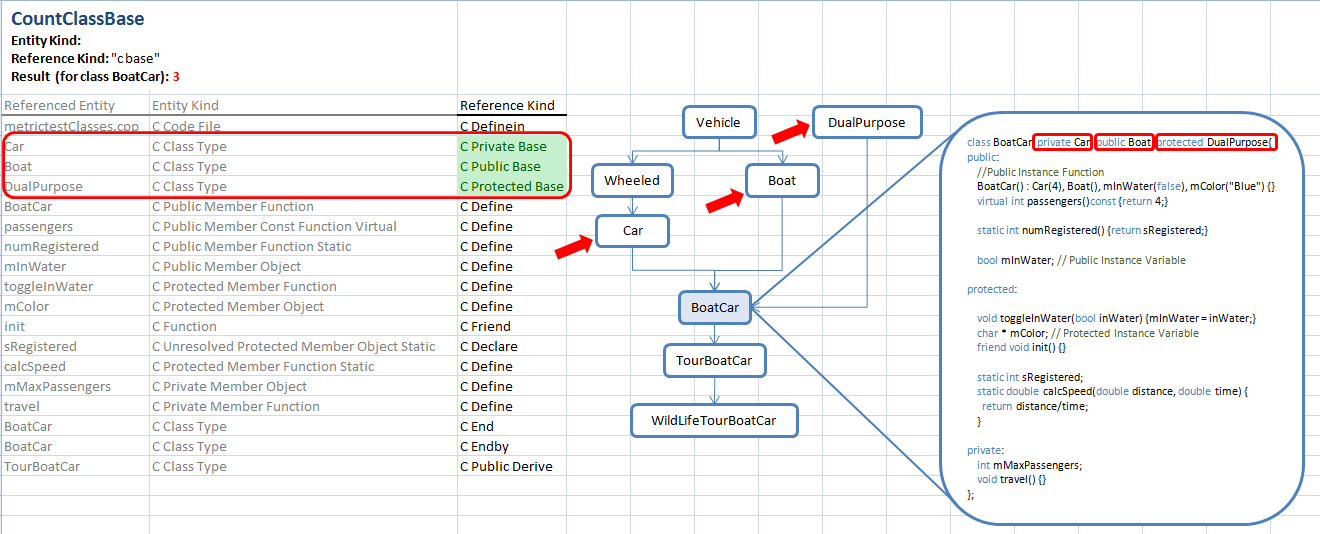 CountClassBase
Entity Kind:
Reference Kind: "c base"
Result (for class BoatCar): 3
Referenced Entity Entity Kind Reference Kind
metrictestClasses.cpp C Code File C Definein
Car C Class Type C Private Base
Boat C Class Type C Public Base
DualPurpose C Class Type C Protected Base
BoatCar C Public Member Function C Define
passengers C Public Member Const Function Virtual C Define
numRegistered C Public Member Function Static C Define
mInWater C Public Member Object C Define
toggleInWater C Protected Member Function C Define
mColor C Protected Member Object C Define
init C Function C Friend
sRegistered C Unresolved Protected Member Object Static C Declare
calcSpeed C Protected Member Function Static C Define
mMaxPassengers C Private Member Object C Define
travel C Private Member Function C Define
BoatCar C Class Type C End
BoatCar C Class Type C Endby
TourBoatCar C Class Type C Public Derive
Vehicle
DualPurpose
Wheeled
Boat
Car
BoatCar
TourBoatCar
WildLifeTourBoatCar
class BoatCar private Car public Boat protected DualPurpose{
public:
//Public Instance Function
BoatCar() : Car(4), Boat(), mInWater(false), mColor("Blue") {}
virtual int passengers()const {return 4;}
static int numRegistered() {return sRegistered;}
bool mInWater; // Public Instance Variable
protected:
void toggleInWater(bool inWater) {mInWater = inWater;}
char * mColor; // Protected Instance Variable
friend void init() {}
static int sRegistered;
static double calcSpeed(double distance, double time) {
return distance/time;
}
private:
int mMaxPassengers;
void travel() {}
};